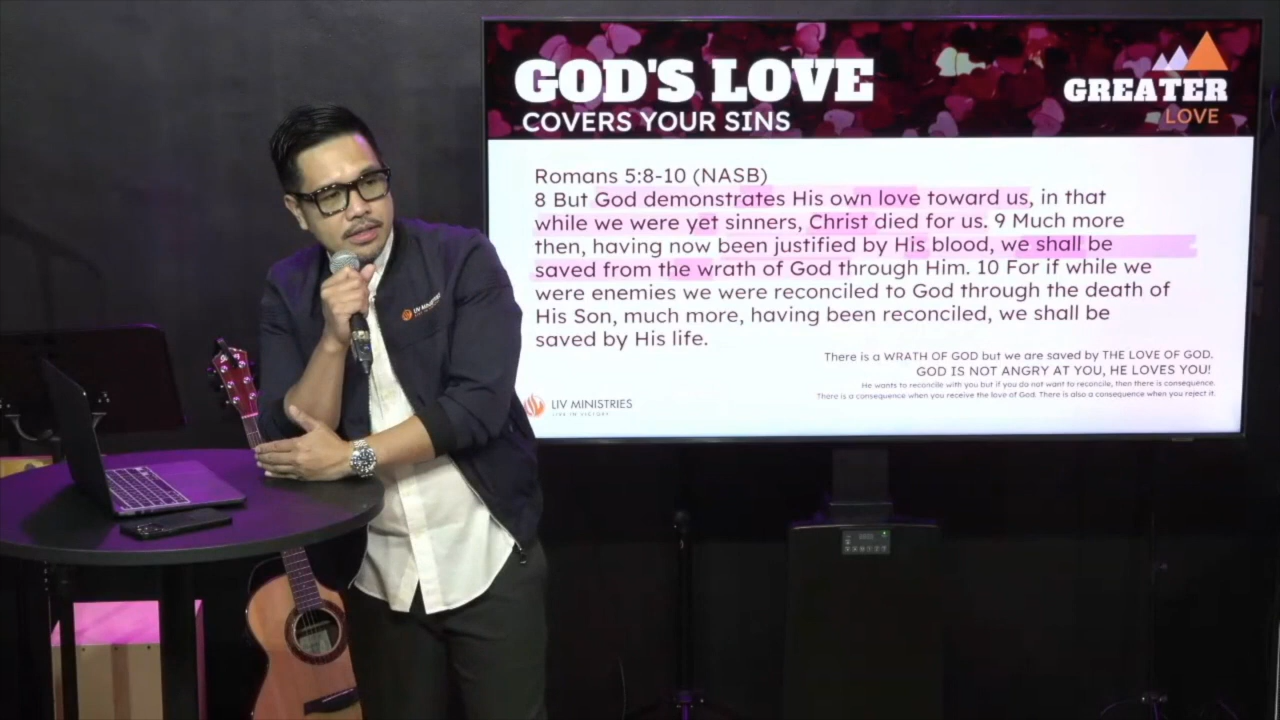 GOD'S LOVE
COVERS YOUR SINS
GREATER
LOVE
Romans 5:8-10 (NASB)
8 But God demonstrates His own love toward us, in that
while we were yet sinners, Christ died for us. 9 Much more
then, having now been justified by His blood, we shall be
saved from the wrath of God through Him. 10 For if while we
were enemies we were reconciled to God through the death of
His Son, much more, having been reconciled, we shall be
saved by His life.
There is a WRATH OF GOD but we are saved by THE LOVE OF GOD.
GOD IS NOT ANGRY AT YOU, HE LOVES YOU!
He wants to reconcile with you but if you do not want to reconcile, then there is consequence.
There is a consequence when you receive the love of God. There is also a consequence when you reject it.
LIV MINISTRIES
LIVE IN VICTORY
LIV MINISTRIES